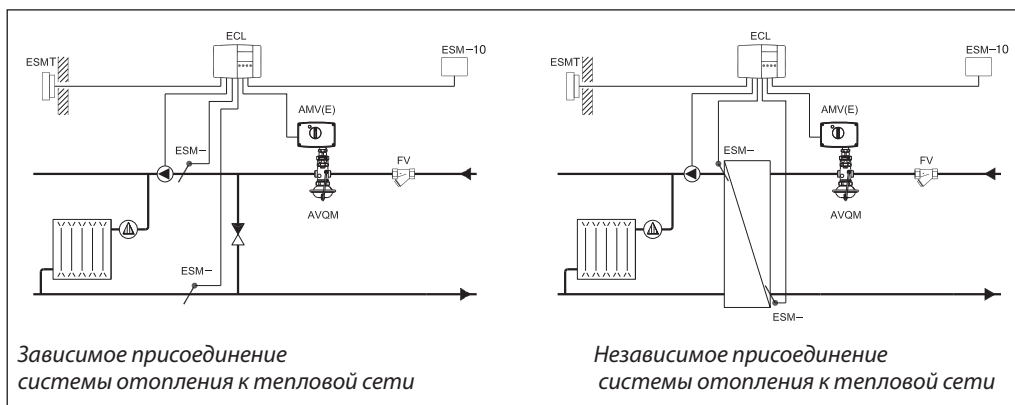 ECL
ESM-10
ESMT
AMV(E)
ESM-
FV
AVQM
ESM-
Зависимое присоединение
системы отопления к тепловой сети
ECL
ESM-10
ESMT
AMV(E)
ESM-
FV
AVQM
ESM-
Независимое присоединение
системы отопления к тепловой сети